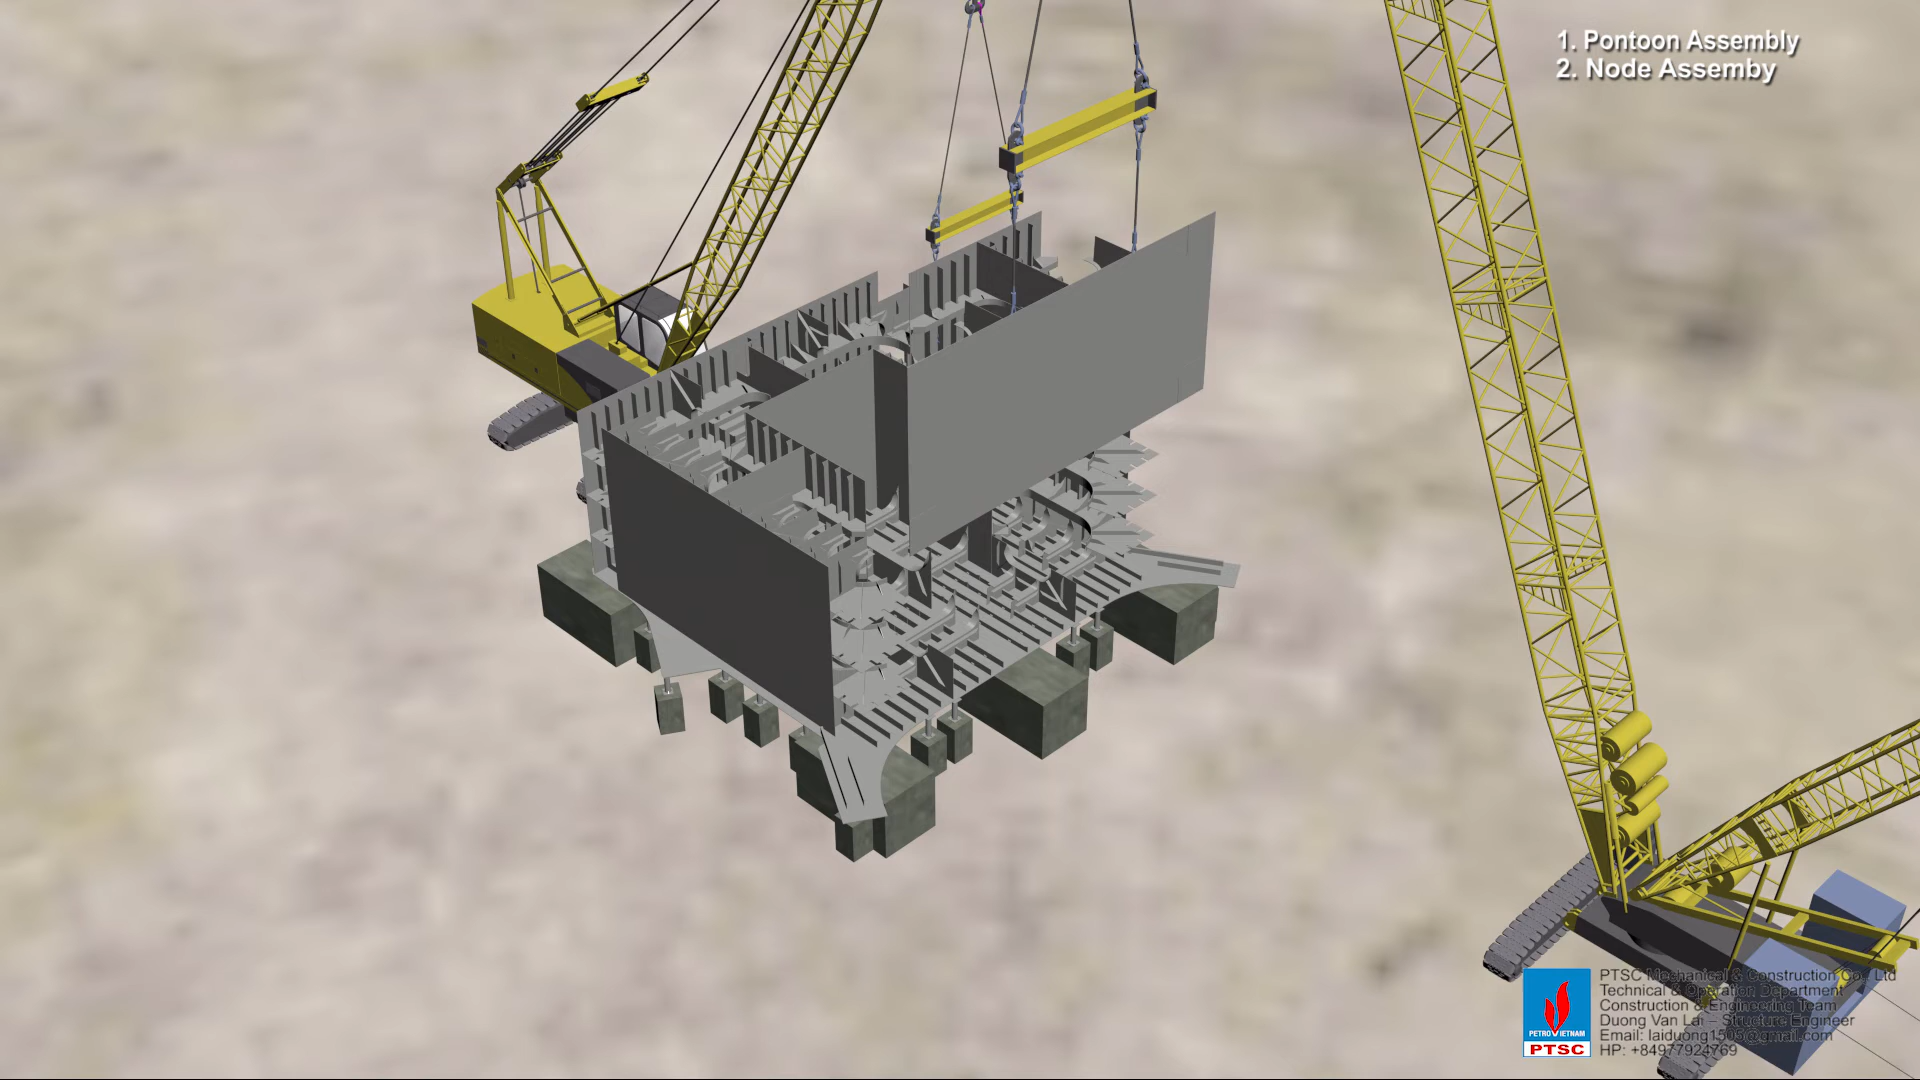 1. Pontoon Assembly
2. Node Assemby
PETROVIETNAM
PTSC
PTSC Mechanical & Construction Co., Ltd
Technical & Operation Department
Construction & Engineering Team
Duong Van Lai – Structure Engineer
Email: laiduong1505@gmail.com
HP: +84977924769